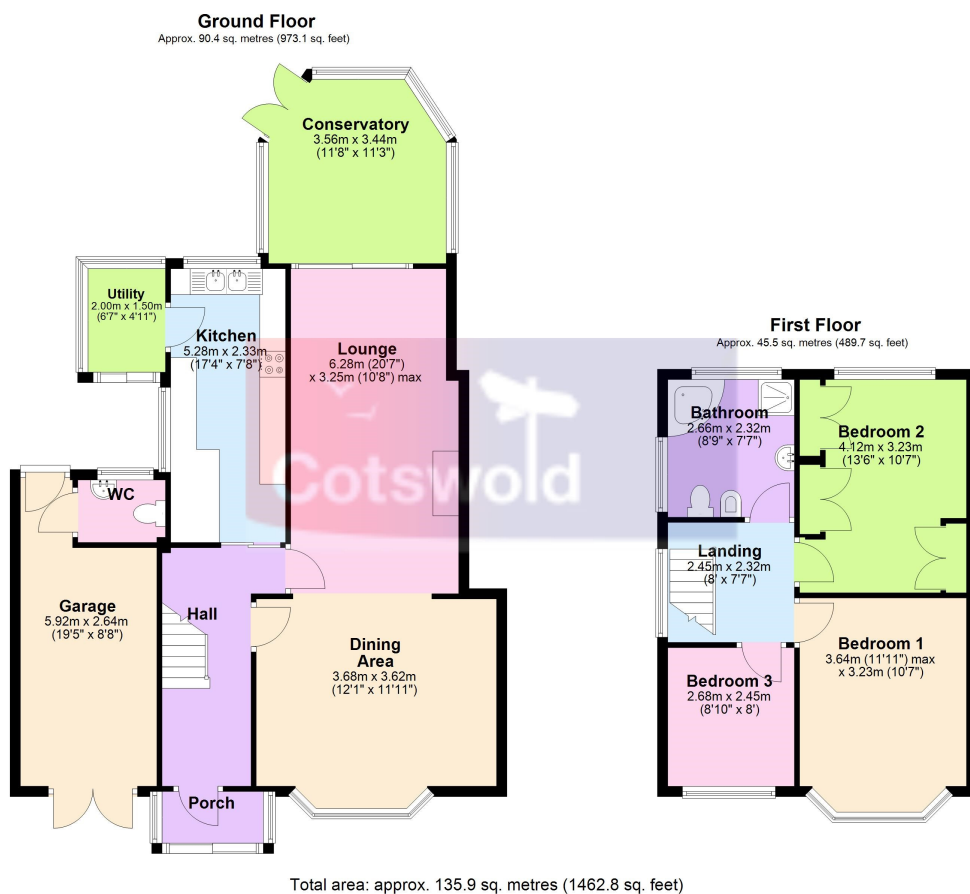 Ground Floor
Approx. 90.4 sq. metres (973.1 sq. feet)
Conservatory
3.56m x 3.44m
(11'8" x 11'3")
Utility
2.00m x 1.50m
(6'7" x 4'11")
Kitchen
5.28m x 2.33m
(17'4" x 7'8")
Lounge
6.28m (20'7")
x 3.25m (10'8") max
WC
Garage
5.92m x 2.64m
(19'5" x 8'8")
Hall
Dining
Area
3.68m x 3.62m
(12'1" x 11'11")
Porch
First Floor
Approx. 45.5 sq. metres (489.7 sq. feet)
Bathroom
2.66m x 2.32m
(8'9" x 7'7")
Bedroom 2
4.12m x 3.23m
(13'6" x 10'7")
Landing
2.45m x 2.32m
(8' x 7'7")
Bedroom 3
2.68m x 2.45m
(8'10" x 8')
Bedroom 1
3.64m (11'11") max
x 3.23m (10'7")
Cotswold
Total area: approx. 135.9 sq. metres (1462.8 sq. feet)